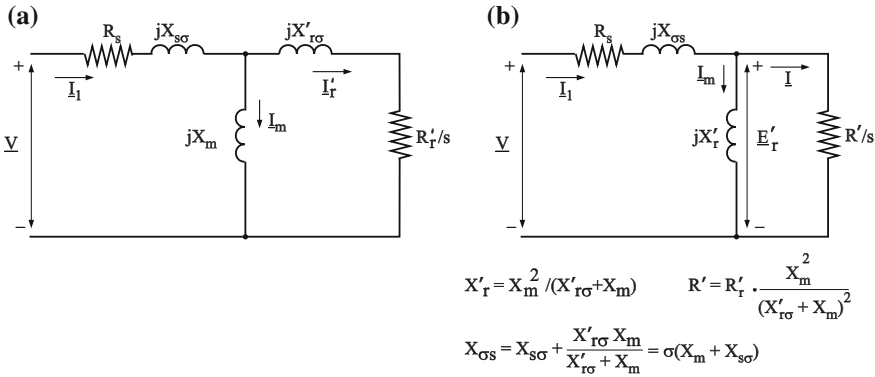 (a)
R_s
jX_sσ
jX′_rσ
+
I_1
I′_r
I_m
V
jX_m
R′_r/s
−
(b)
R_s
jX_σs
+
I_1
I_m
+
I
V
jX′_r
E′_r
R′/s
−
−
X′_r = X_m^2 /(X′_rσ+X_m)
R′ = R′_r · X_m^2 / (X′_rσ + X_m)^2
X_σs = X_sσ + X′_rσ X_m / X′_rσ + X_m = σ(X_m + X_sσ)